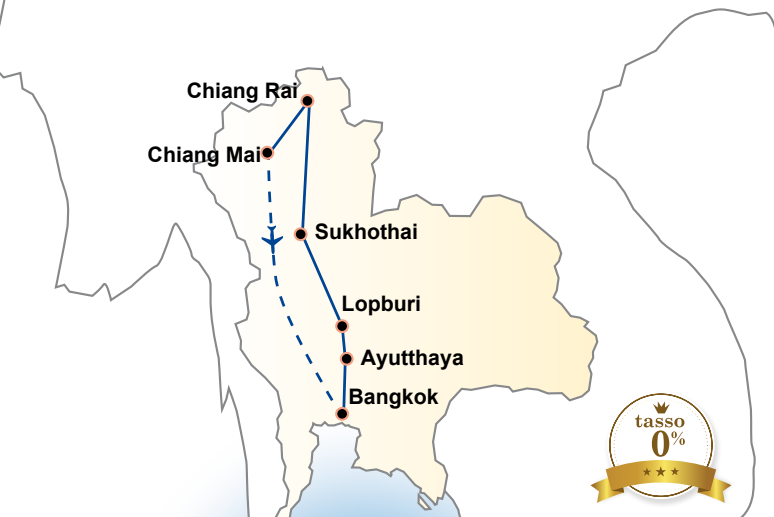 Chiang Rai
Chiang Mai
Sukhothai
Lopburi
Ayutthaya
Bangkok
tasso
0%